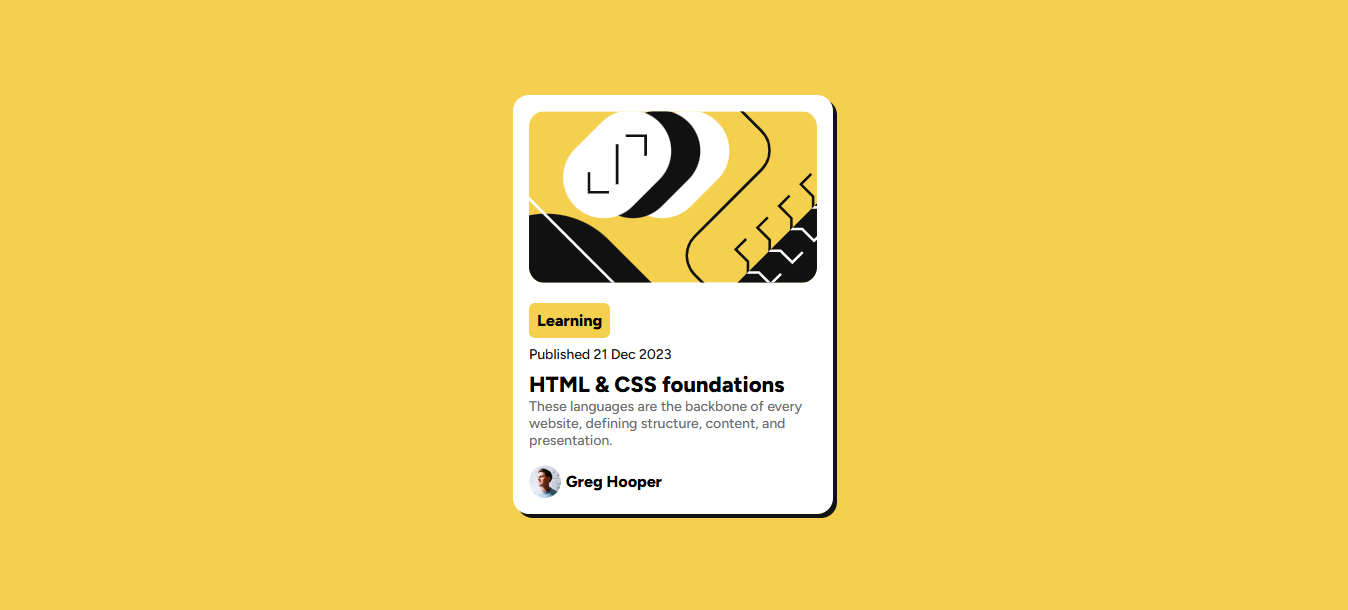 Learning
Published 21 Dec 2023
HTML & CSS foundations
These languages are the backbone of every
website, defining structure, content, and
presentation.
Greg Hooper